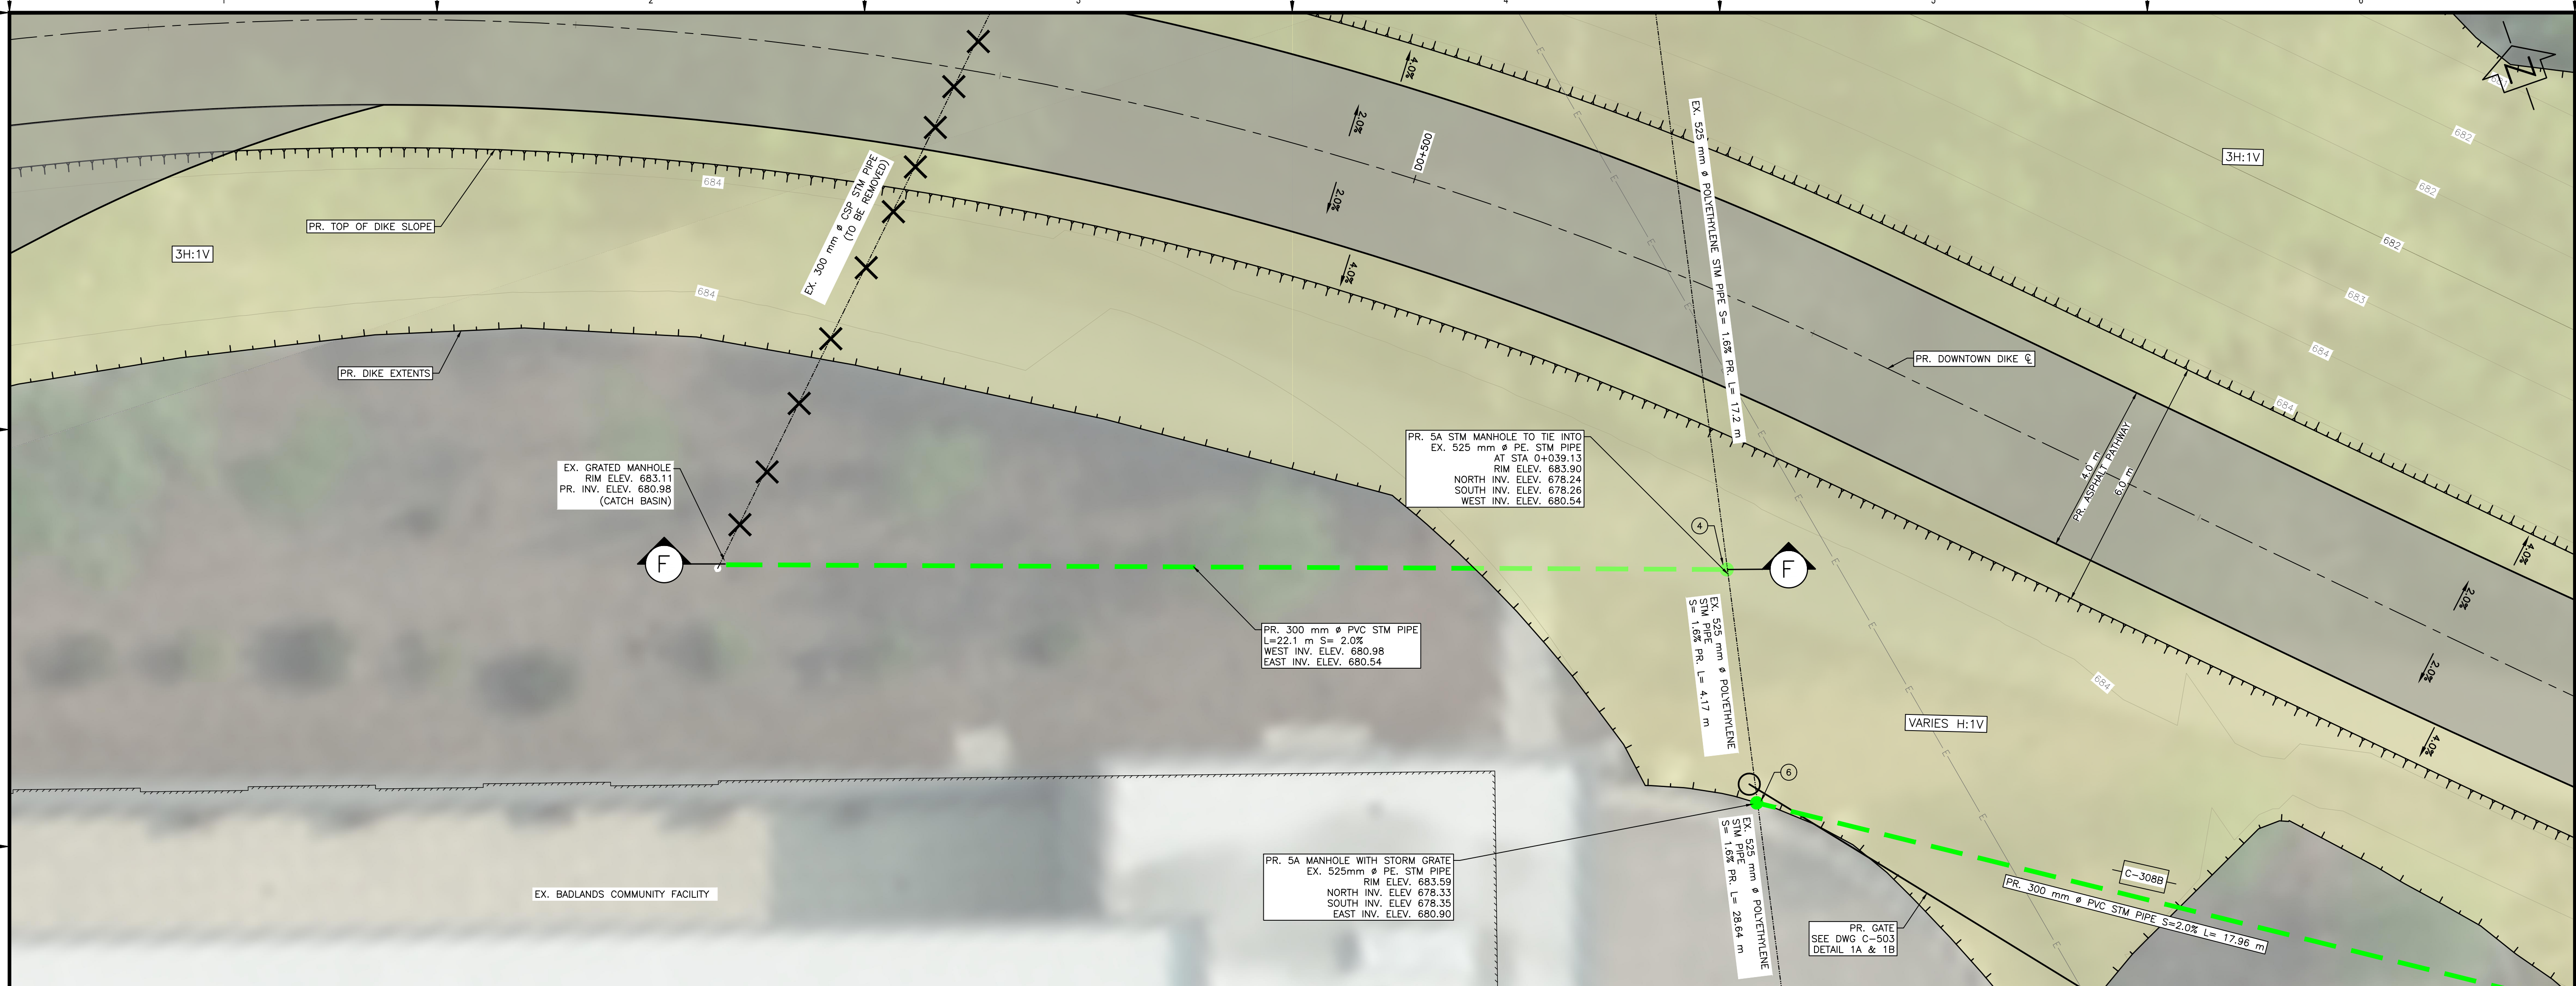 1
2
3
4
5
6
N
682
682
682
683
684
684
3H:1V
4.0%
2.0%
D0+500
2.0%
4.0%
EX. 525 mm ø POLYETHYLENE STM PIPE S= 1.6% PR. L= 17.2 m
EX. 300 mm ø CSP STM PIPE
(TO BE REMOVED)
684
684
PR. TOP OF DIKE SLOPE
3H:1V
PR. DIKE EXTENTS
PR. DOWNTOWN DIKE ℄
4.0 m
PR. ASPHALT PATHWAY
6.0 m
EX. GRATED MANHOLE
RIM ELEV. 683.11
PR. INV. ELEV. 680.98
(CATCH BASIN)
PR. 5A STM MANHOLE TO TIE INTO
EX. 525 mm ø PE. STM PIPE
AT STA 0+039.13
RIM ELEV. 683.90
NORTH INV. ELEV. 678.24
SOUTH INV. ELEV. 678.26
WEST INV. ELEV. 680.54
4
F
F
4.0%
2.0%
2.0%
4.0%
PR. 300 mm ø PVC STM PIPE
L=22.1 m S= 2.0%
WEST INV. ELEV. 680.98
EAST INV. ELEV. 680.54
EX. 525 mm ø POLYETHYLENE
STM PIPE
S= 1.6% PR. L= 4.17 m
684
VARIES H:1V
6
PR. 5A MANHOLE WITH STORM GRATE
EX. 525mm ø PE. STM PIPE
RIM ELEV. 683.59
NORTH INV. ELEV 678.33
SOUTH INV. ELEV 678.35
EAST INV. ELEV. 680.90
EX. 525 mm ø POLYETHYLENE
STM PIPE
S= 1.6% PR. L= 28.64 m
C-308B
PR. 300 mm ø PVC STM PIPE S=2.0% L= 17.96 m
EX. BADLANDS COMMUNITY FACILITY
PR. GATE
SEE DWG C-503
DETAIL 1A & 1B
E
E
E
E
E
E
E
E
E
E
E